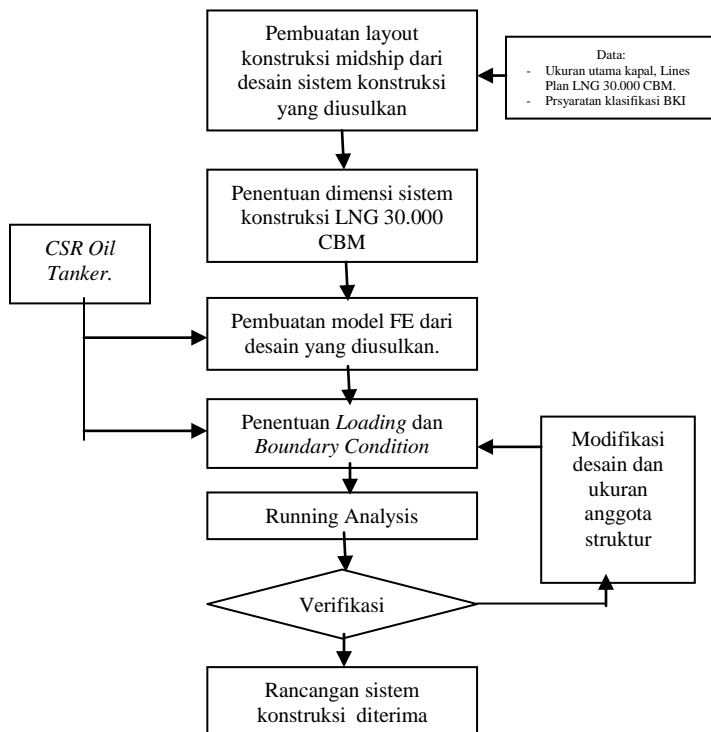 Pembuatan layout
konstruksi midship dari
desain sistem konstruksi
yang diusulkan
Data:
- Ukuran utama kapal, Lines
Plan LNG 30.000 CBM.
- Prsyaratan klasifikasi BKI
Penentuan dimensi sistem
konstruksi LNG 30.000
CBM
CSR Oil
Tanker.
Pembuatan model FE dari
desain yang diusulkan.
Penentuan Loading dan
Boundary Condition
Modifikasi
desain dan
ukuran
anggota
struktur
Running Analysis
Verifikasi
Rancangan sistem
konstruksi diterima